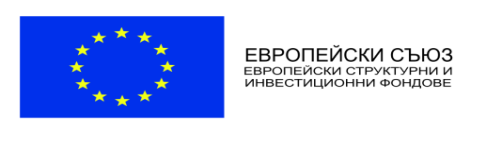 ЕВРОПЕЙСКИ СЪЮЗ
ЕВРОПЕЙСКИ СТРУКТУРНИ И
ИНВЕСТИЦИОННИ ФОНДОВЕ